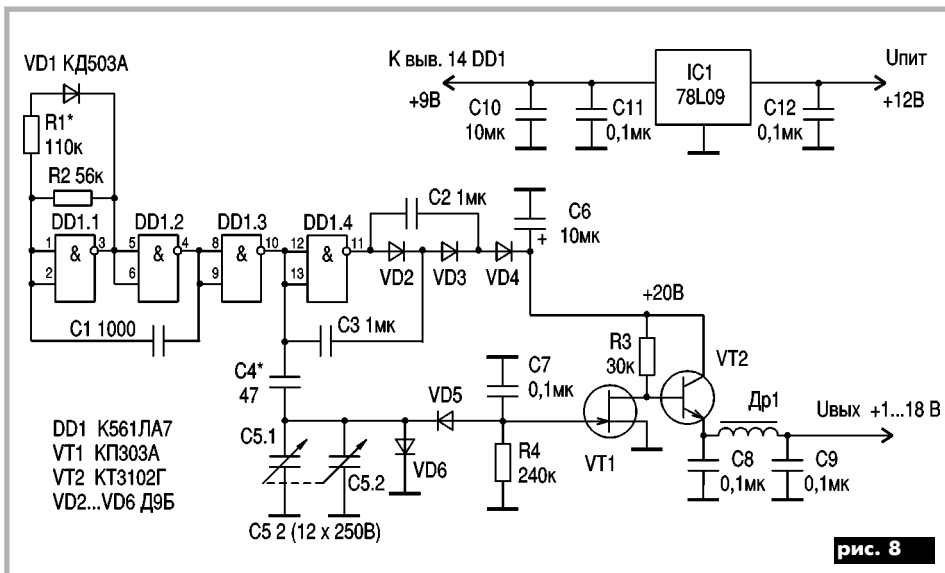 VD1 КД503А
R1*
110к
R2 56к
DD1.1
DD1.2
DD1.3
DD1.4
1
2
&
3
5
6
&
4
8
9
&
10
12
13
&
11
C1 1000
C2 1мк
VD2
VD3
VD4
C3 1мк
C6
10мк
+
К выв. 14 DD1
+9В
C10
10мк
C11
0,1мк
IC1
78L09
C12
0,1мк
Uпит
+12В
+20В
R3
30к
VT2
C4*
47
C5.1
C5.2
C5 2 (12 x 250В)
VD5
VD6
C7
0,1мк
R4
240к
VT1
Др1
Uвых +1...18 В
C8
0,1мк
C9
0,1мк
DD1 К561ЛА7
VT1 КП303А
VT2 КТ3102Г
VD2...VD6 Д9Б
рис. 8